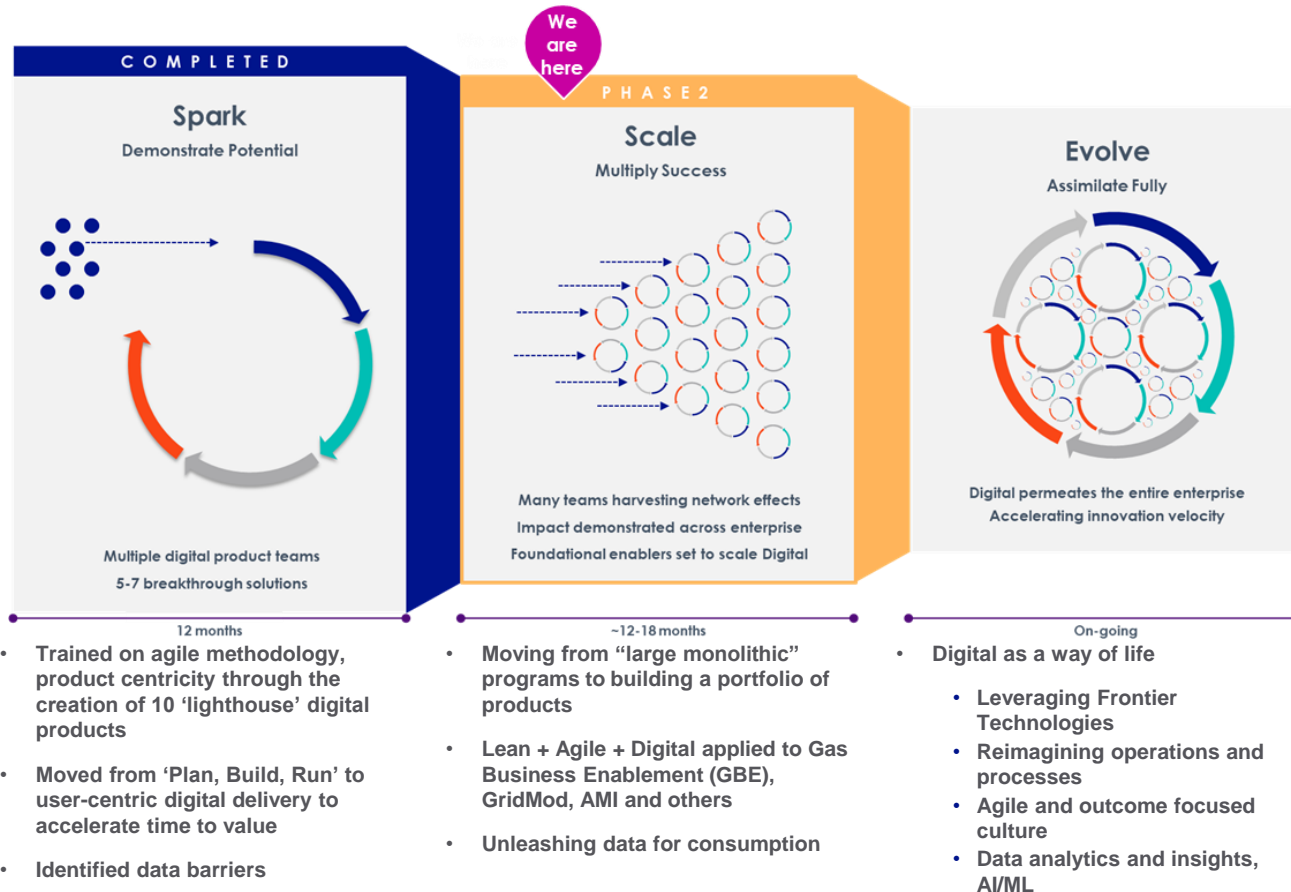 We
are
here
COMPLETED
Spark
Demonstrate Potential
Multiple digital product teams
5-7 breakthrough solutions
12 months
• Trained on agile methodology,
product centricity through the
creation of 10 ‘lighthouse’ digital
products
• Moved from ‘Plan, Build, Run’ to
user-centric digital delivery to
accelerate time to value
• Identified data barriers
PHASE2
Scale
Multiply Success
Many teams harvesting network effects
Impact demonstrated across enterprise
Foundational enablers set to scale Digital
~12-18 months
• Moving from “large monolithic”
programs to building a portfolio of
products
• Lean + Agile + Digital applied to Gas
Business Enablement (GBE),
GridMod, AMI and others
• Unleashing data for consumption
Evolve
Assimilate Fully
Digital permeates the entire enterprise
Accelerating innovation velocity
On-going
• Digital as a way of life
• Leveraging Frontier
Technologies
• Reimagining operations and
processes
• Agile and outcome focused
culture
• Data analytics and insights,
AI/ML